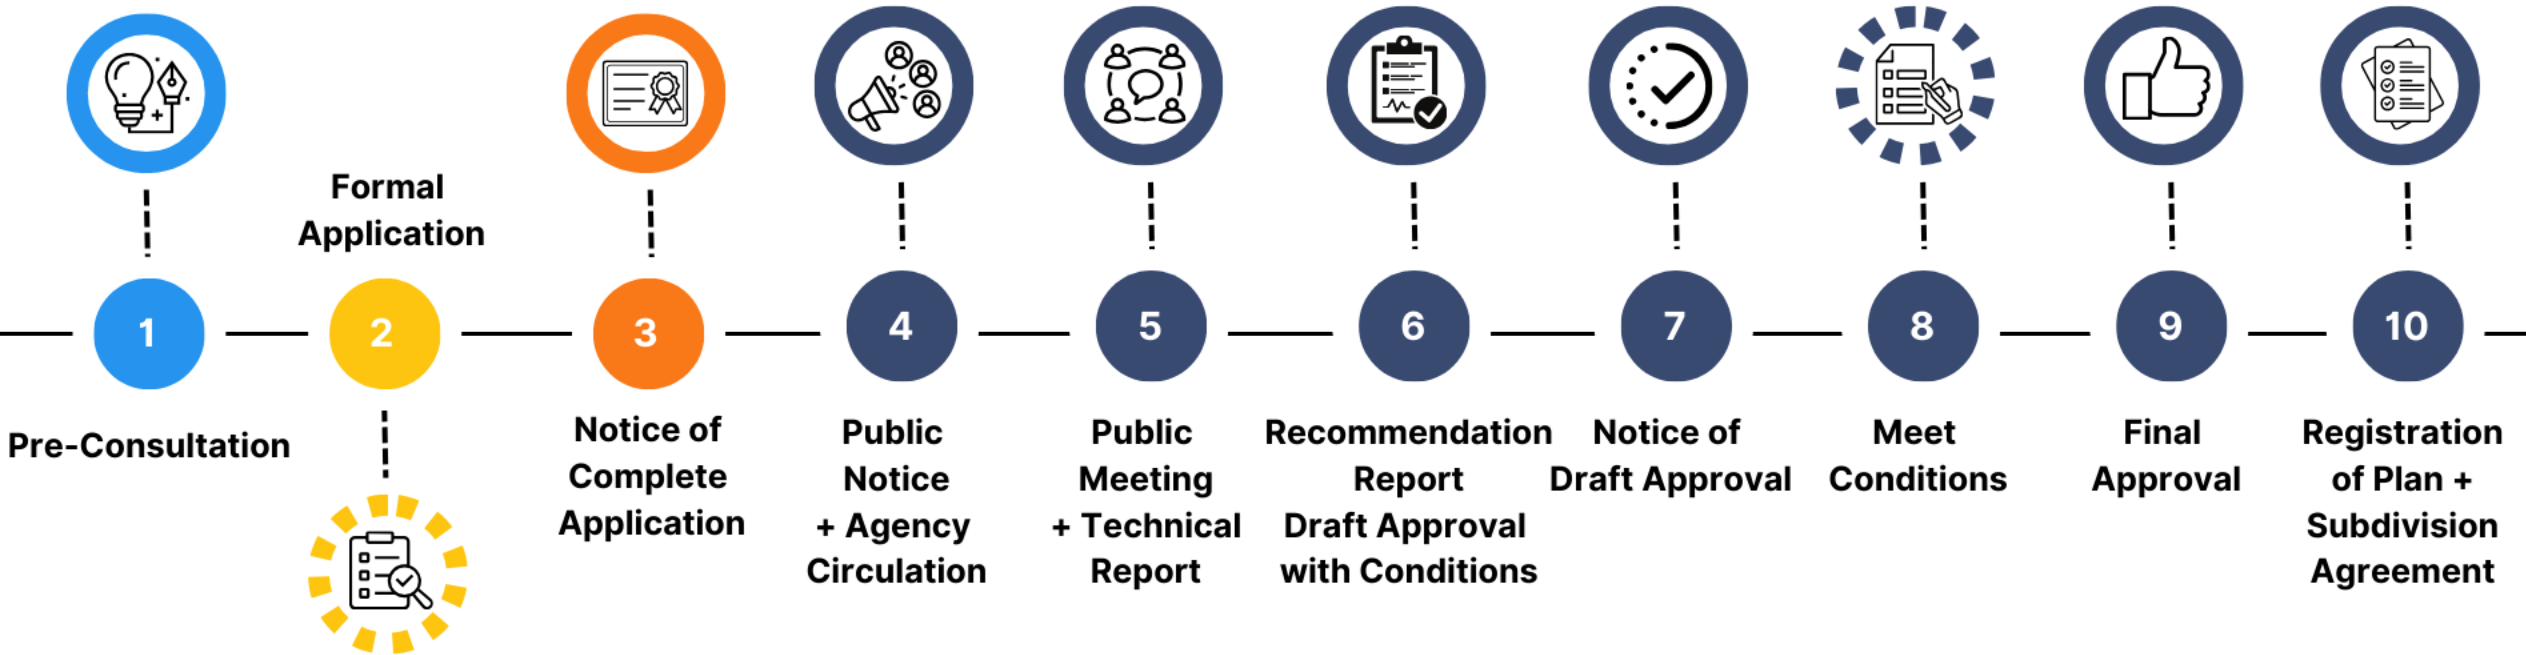 1
Pre-Consultation
Formal
Application
2
3
Notice of
Complete
Application
4
Public
Notice
+ Agency
Circulation
5
Public
Meeting
+ Technical
Report
6
Recommendation
Report
Draft Approval
with Conditions
7
Notice of
Draft Approval
8
Meet
Conditions
9
Final
Approval
10
Registration
of Plan +
Subdivision
Agreement